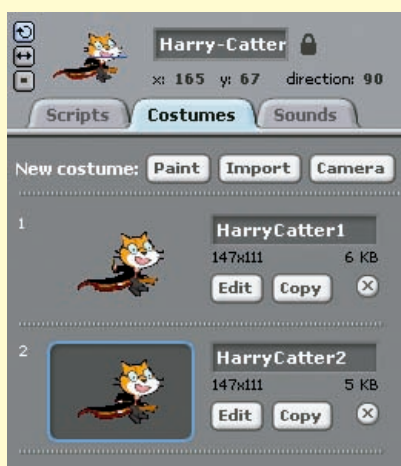 Harry-Catter
x: 165 y: 67 direction: 90
Scripts Costumes Sounds
New costume: Paint Import Camera
1
HarryCatter1
147x111 6 KB
Edit Copy
2
HarryCatter2
147x111 5 KB
Edit Copy